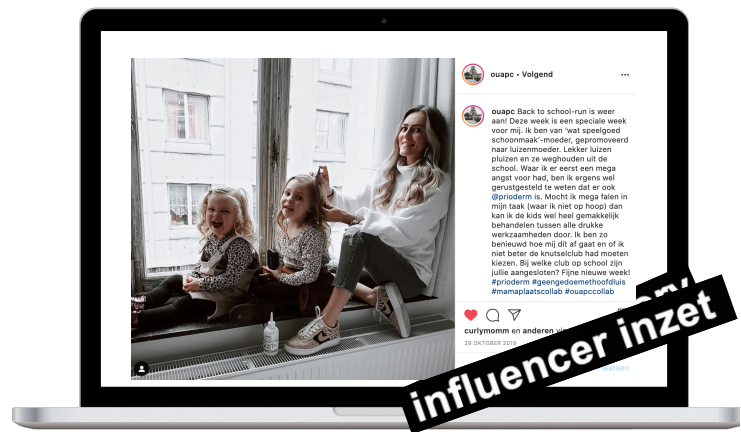 ouapc • Volgend
ouapc Back to school-run is weer
aan! Deze week is een speciale week
voor mij. Ik ben van ‘wat speelgoed
schoonmaak’-moeder, gepromoveerd
naar luizenmoeder. Lekker luizen
pluizen en ze weghouden uit de
school. Waar ik er eerst een mega
angst voor had, ben ik ergens wel
gerustgesteld te weten dat er ook
@prioderm is. Mocht ik mega falen in
mijn taak (waar ik niet op hoop) dan
kan ik de kids wel heel gemakkelijk
behandelen tussen alle drukke
werkzaamheden door. Ik ben zo
benieuwd hoe mij dit af gaat en of ik
niet beter de knutselclub had moeten
kiezen. Bij welke club op school zijn
jullie aangesloten? Fijne nieuwe week!
#prioderm #geengedoemethoofdluis
#mamaplaatscollab #ouapccollab
curlymomm en anderen
29 OKTOBER 2019
influencer inzet